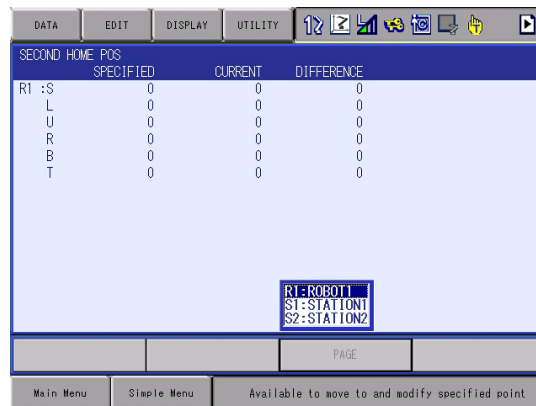 DATA EDIT DISPLAY UTILITY
SECOND HOME POS
SPECIFIED CURRENT DIFFERENCE
R1 :S 0 0 0
L 0 0 0
U 0 0 0
R 0 0 0
B 0 0 0
T 0 0 0
R1:ROBOT1
S1:STATION1
S2:STATION2
PAGE
Main Menu Simple Menu Available to move to and modify specified point